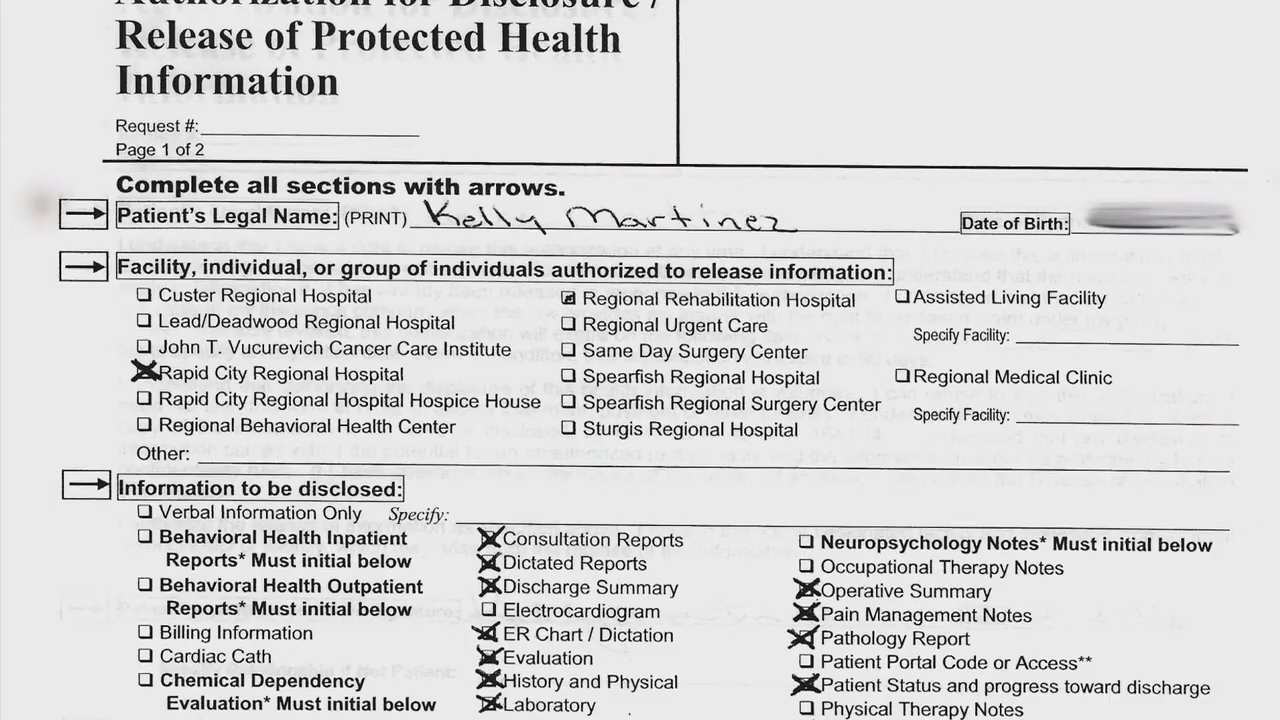 Authorization for Disclosure /
Release of Protected Health
Information
Request #:
Page 1 of 2
Complete all sections with arrows.
Patient's Legal Name: (PRINT) Kelly Martinez Date of Birth:
Facility, individual, or group of individuals authorized to release information:
Custer Regional Hospital Regional Rehabilitation Hospital Assisted Living Facility
Lead/Deadwood Regional Hospital Regional Urgent Care Specify Facility:
John T. Vucurevich Cancer Care Institute Same Day Surgery Center
Rapid City Regional Hospital Spearfish Regional Hospital Regional Medical Clinic
Rapid City Regional Hospital Hospice House Spearfish Regional Surgery Center Specify Facility:
Regional Behavioral Health Center Sturgis Regional Hospital
Other:
Information to be disclosed:
Verbal Information Only Specify:
Behavioral Health Inpatient Consultation Reports Neuropsychology Notes* Must initial below
Reports* Must initial below Dictated Reports Occupational Therapy Notes
Behavioral Health Outpatient Discharge Summary Operative Summary
Reports* Must initial below Electrocardiogram Pain Management Notes
Billing Information ER Chart / Dictation Pathology Report
Cardiac Cath Evaluation Patient Portal Code or Access**
Chemical Dependency History and Physical Patient Status and progress toward discharge
Evaluation* Must initial below Laboratory Physical Therapy Notes